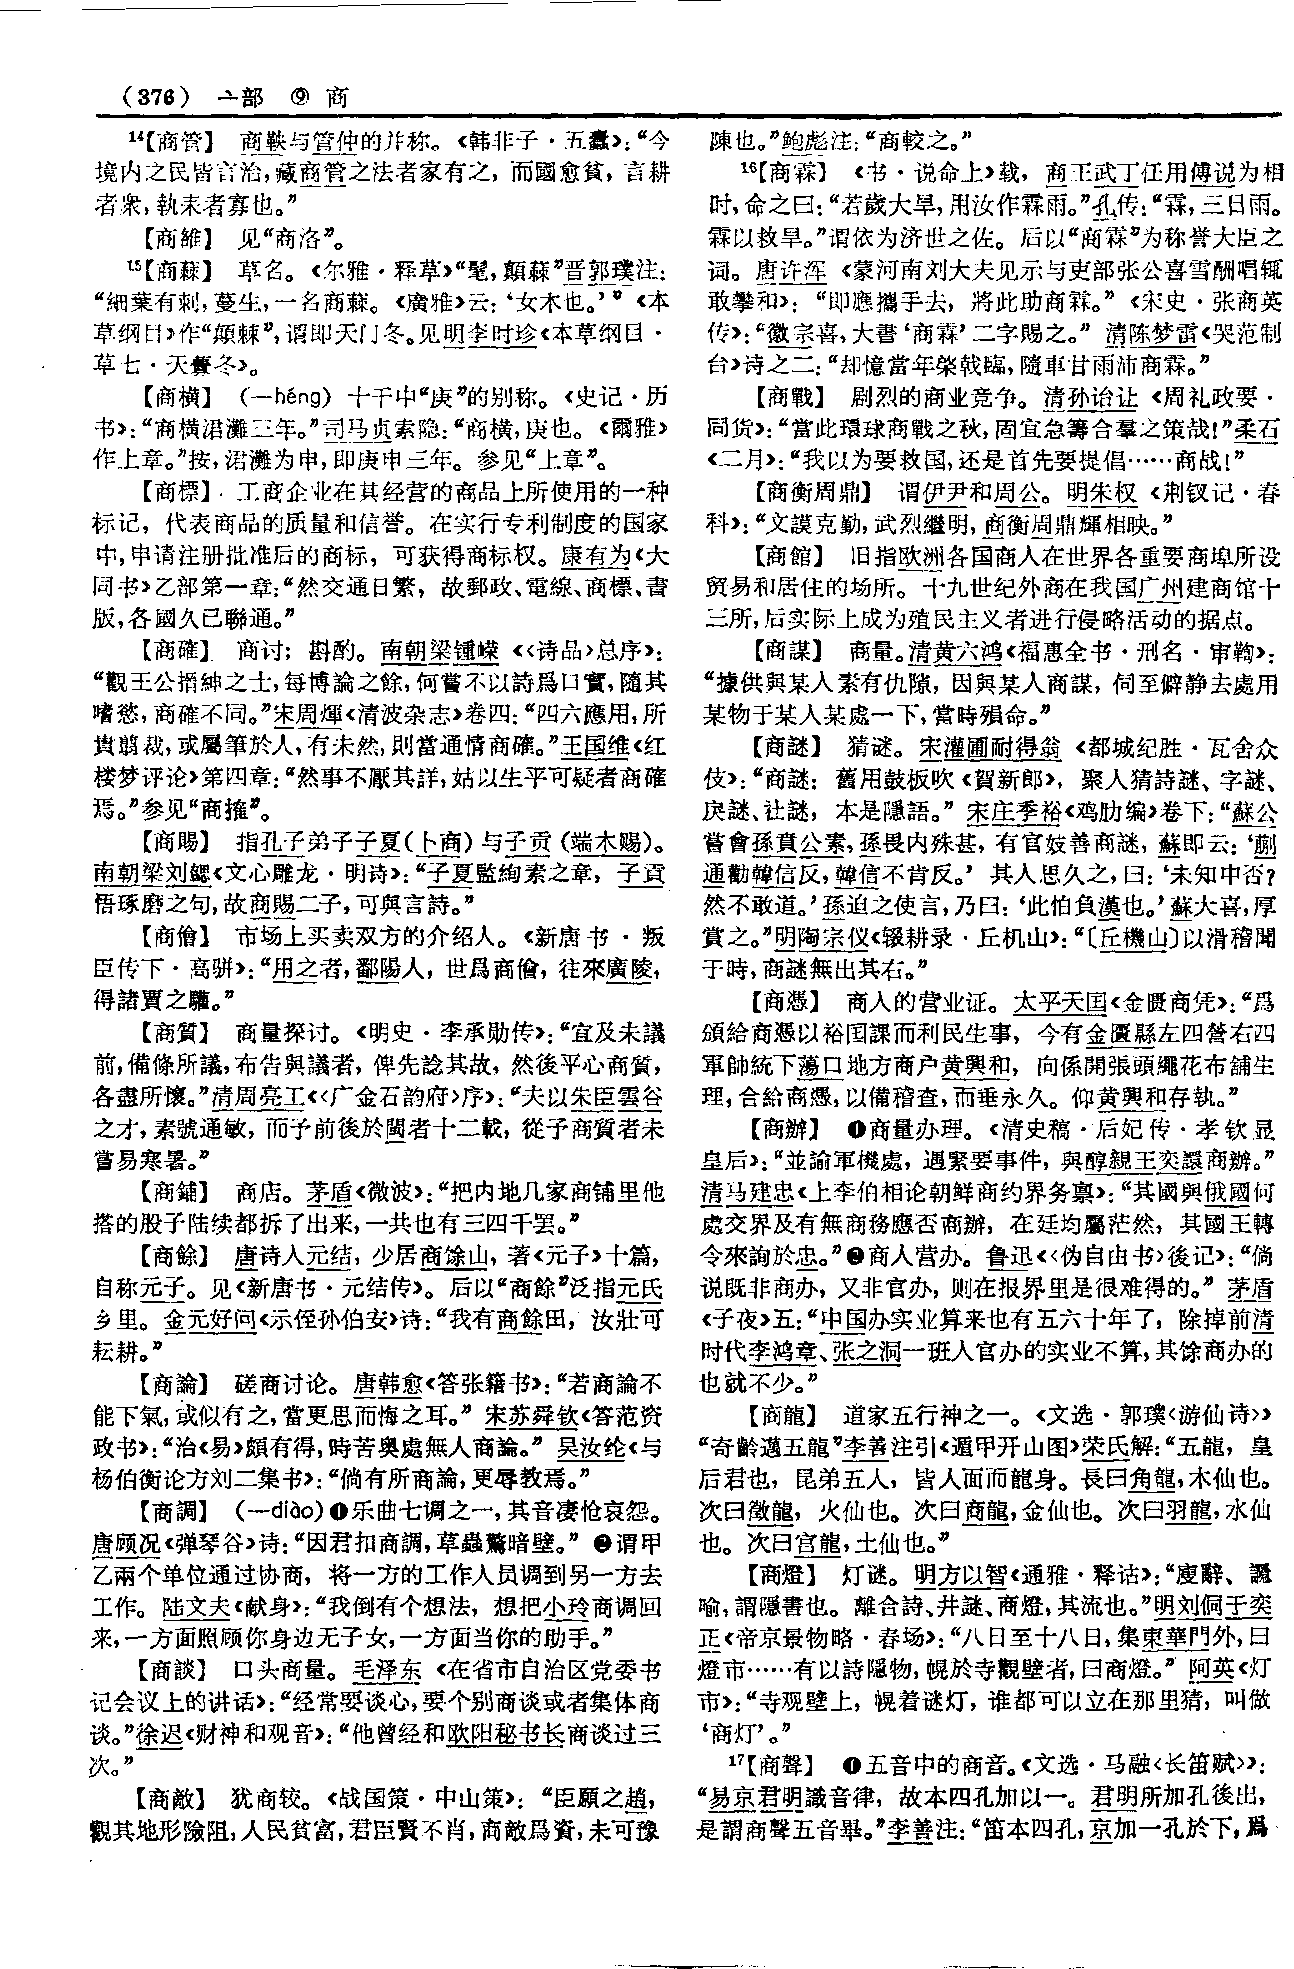 （376） 亠部 ⑨ 商
¹⁴【商管】 商鞅与管仲的并称。《韩非子·五蠹》：“今
境内之民皆言治，藏商管之法者家有之，而國愈貧，言耕
者衆，執耒者寡也。”
【商維】 见“商洛”。
¹⁵【商蕀】 草名。《尔雅·释草》“髦，顛蕀”晋郭璞注：
“細葉有刺，蔓生，一名商蕀。《廣雅》云：‘女木也。’”《本
草纲目》作“顛棘”，谓即天门冬。见明李时珍《本草纲目·
草七·天虋冬》。
【商横】 （—héng）十干中“庚”的别称。《史记·历
书》：“商横涒灘三年。”司马贞索隐：“商横，庚也。《爾雅》
作上章。”按，涒灘为申，即庚申三年。参见“上章”。
【商標】 工商企业在其经营的商品上所使用的一种
标记，代表商品的质量和信誉。在实行专利制度的国家
中，申请注册批准后的商标，可获得商标权。康有为《大
同书》乙部第一章：“然交通日繁，故郵政、電線、商標、書
版，各國久已聯通。”
【商確】 商讨；斟酌。南朝梁锺嵘《〈诗品〉总序》：
“觀王公搢紳之士，每博論之餘，何嘗不以詩爲口實，隨其
嗜慾，商確不同。”宋周煇《清波杂志》卷四：“四六應用，所
貴翦裁，或屬筆於人，有未然，則當通情商確。”王国维《红
楼梦评论》第四章：“然事不厭其詳，姑以生平可疑者商確
焉。”参见“商搉”。
【商賜】 指孔子弟子子夏（卜商）与子贡（端木赐）。
南朝梁刘勰《文心雕龙·明诗》：“子夏監絢素之章，子貢
悟琢磨之句，故商賜二子，可與言詩。”
【商儈】 市场上买卖双方的介绍人。《新唐书·叛
臣传下·高骈》：“用之者，鄱陽人，世爲商儈，往來廣陵，
得諸賈之驩。”
【商質】 商量探讨。《明史·李承勋传》：“宜及未議
前，備條所議，布告與議者，俾先諗其故，然後平心商質，
各盡所懷。”清周亮工《〈广金石韵府〉序》：“夫以朱臣雲谷
之才，素號通敏，而予前後於閩者十二載，從予商質者未
嘗易寒暑。”
【商鋪】 商店。茅盾《微波》：“把内地几家商铺里他
搭的股子陆续都拆了出来，一共也有三四千罢。”
【商餘】 唐诗人元结，少居商馀山，著《元子》十篇，
自称元子。见《新唐书·元结传》。后以“商餘”泛指元氏
乡里。金元好问《示侄孙伯安》诗：“我有商餘田，汝壯可
耘耕。”
【商論】 磋商讨论。唐韩愈《答张籍书》：“若商論不
能下氣，或似有之，當更思而悔之耳。”宋苏舜钦《答范资
政书》：“治《易》頗有得，時苦奥處無人商論。”吴汝纶《与
杨伯衡论方刘二集书》：“倘有所商論，更辱教焉。”
【商調】 （—diào）❶乐曲七调之一，其音凄怆哀怨。
唐顾况《弹琴谷》诗：“因君扣商調，草蟲驚暗壁。”❷谓甲
乙兩个单位通过协商，将一方的工作人员调到另一方去
工作。陆文夫《献身》：“我倒有个想法，想把小玲商调回
来，一方面照顾你身边无子女，一方面当你的助手。”
【商談】 口头商量。毛泽东《在省市自治区党委书
记会议上的讲话》：“经常要谈心，要个别商谈或者集体商
谈。”徐迟《财神和观音》：“他曾经和欧阳秘书长商谈过三
次。”
【商敵】 犹商较。《战国策·中山策》：“臣願之趙，
觀其地形險阻，人民貧富，君臣賢不肖，商敵爲資，未可豫
陳也。”鲍彪注：“商較之。”
¹⁶【商霖】 《书·说命上》载，商王武丁任用傅说为相
时，命之曰：“若歲大旱，用汝作霖雨。”孔传：“霖，三日雨。
霖以救旱。”谓依为济世之佐。后以“商霖”为称誉大臣之
词。唐许浑《蒙河南刘大夫见示与吏部张公喜雪酬唱辄
敢攀和》：“即應攜手去，將此助商霖。”《宋史·张商英
传》：“徽宗喜，大書‘商霖’二字賜之。”清陈梦雷《哭范制
台》诗之二：“却憶當年棨戟臨，隨車甘雨沛商霖。”
【商戰】 剧烈的商业竞争。清孙诒让《周礼政要·
同货》：“當此環球商戰之秋，固宜急籌合羣之策哉！”柔石
《二月》：“我以为要救国，还是首先要提倡……商战！”
【商衡周鼎】 谓伊尹和周公。明朱权《荆钗记·春
科》：“文謨克勤，武烈繼明，商衡周鼎輝相映。”
【商館】 旧指欧洲各国商人在世界各重要商埠所设
贸易和居住的场所。十九世纪外商在我国广州建商馆十
三所，后实际上成为殖民主义者进行侵略活动的据点。
【商謀】 商量。清黄六鸿《福惠全书·刑名·审鞫》：
“據供與某人素有仇隙，因與某人商謀，伺至僻静去處用
某物于某人某處一下，當時殞命。”
【商謎】 猜谜。宋灌圃耐得翁《都城纪胜·瓦舍众
伎》：“商謎：舊用鼓板吹《賀新郎》，聚人猜詩謎、字謎、
戾謎、社謎，本是隱語。”宋庄季裕《鸡肋编》卷下：“蘇公
嘗會孫賁公素，孫畏内殊甚，有官妓善商謎，蘇即云：‘蒯
通勸韓信反，韓信不肯反。’其人思久之，曰：‘未知中否？
然不敢道。’孫迫之使言，乃曰：‘此怕負漢也。’蘇大喜，厚
賞之。”明陶宗仪《辍耕录·丘机山》：“〔丘機山〕以滑稽聞
于時，商謎無出其右。”
【商憑】 商人的营业证。太平天国《金匮商凭》：“爲
頒給商憑以裕国課而利民生事，今有金匱縣左四營右四
軍帥統下蕩口地方商户黄興和，向係開張頭繩花布舖生
理，合給商憑，以備稽查，而垂永久。仰黄興和存執。”
【商辦】 ❶商量办理。《清史稿·后妃传·孝钦显
皇后》：“並諭軍機處，遇緊要事件，與醇親王奕譞商辦。”
清马建忠《上李伯相论朝鲜商约界务禀》：“其國與俄國何
處交界及有無商務應否商辦，在廷均屬茫然，其國王轉
令來詢於忠。”❷商人营办。鲁迅《〈伪自由书〉後记》：“倘
说既非商办，又非官办，则在报界里是很难得的。”茅盾
《子夜》五：“中国办实业算来也有五六十年了，除掉前清
时代李鸿章、张之洞一班人官办的实业不算，其馀商办的
也就不少。”
【商龍】 道家五行神之一。《文选·郭璞〈游仙诗〉》
“奇齡邁五龍”李善注引《遁甲开山图》荣氏解：“五龍，皇
后君也，昆弟五人，皆人面而龍身。長曰角龍，木仙也。
次曰徵龍，火仙也。次曰商龍，金仙也。次曰羽龍，水仙
也。次曰宫龍，土仙也。”
【商燈】 灯谜。明方以智《通雅·释诂》：“廋辭、讔
喻，謂隱書也。離合詩、井謎、商燈，其流也。”明刘侗于奕
正《帝京景物略·春场》：“八日至十八日，集東華門外，曰
燈市……有以詩隱物，幌於寺觀壁者，曰商燈。”阿英《灯
市》：“寺观壁上，幌着谜灯，谁都可以立在那里猜，叫做
‘商灯’。”
¹⁷【商聲】 ❶五音中的商音。《文选·马融〈长笛赋〉》：
“易京君明識音律，故本四孔加以一。君明所加孔後出，
是謂商聲五音畢。”李善注：“笛本四孔，京加一孔於下，爲